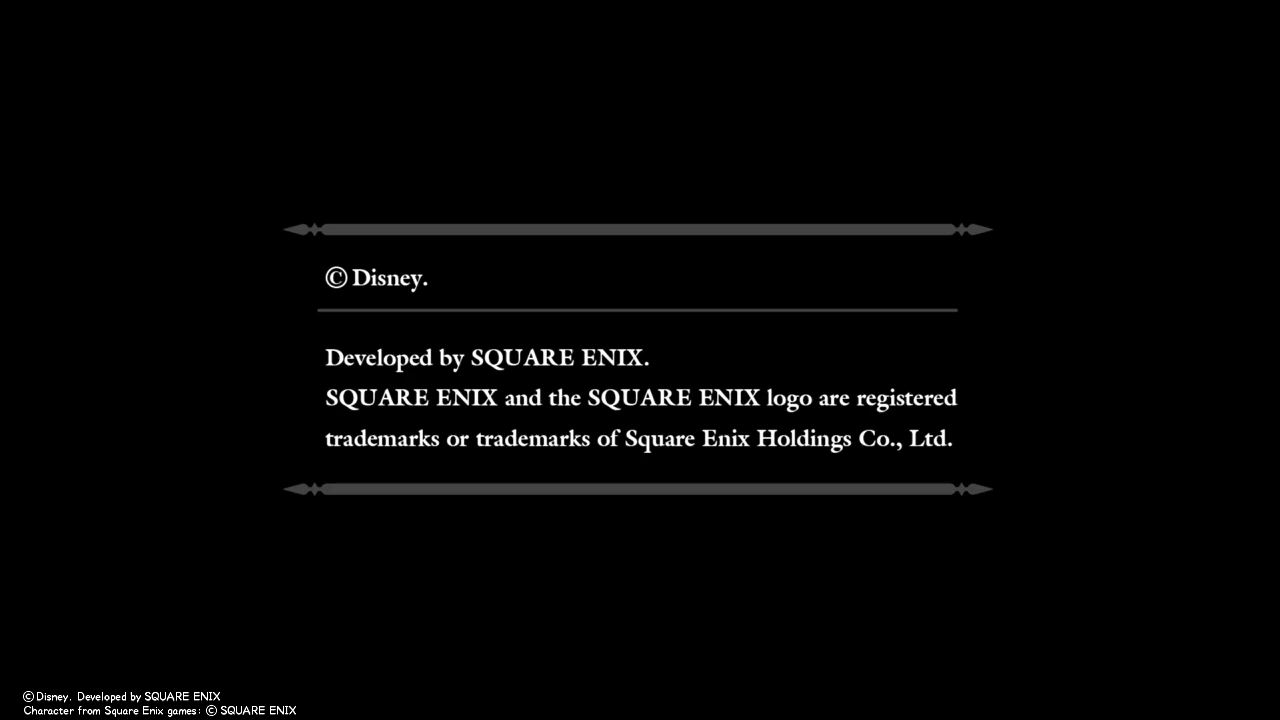 © Disney.
Developed by SQUARE ENIX.
SQUARE ENIX and the SQUARE ENIX logo are registered
trademarks or trademarks of Square Enix Holdings Co., Ltd.
© Disney. Developed by SQUARE ENIX
Character from Square Enix games: © SQUARE ENIX